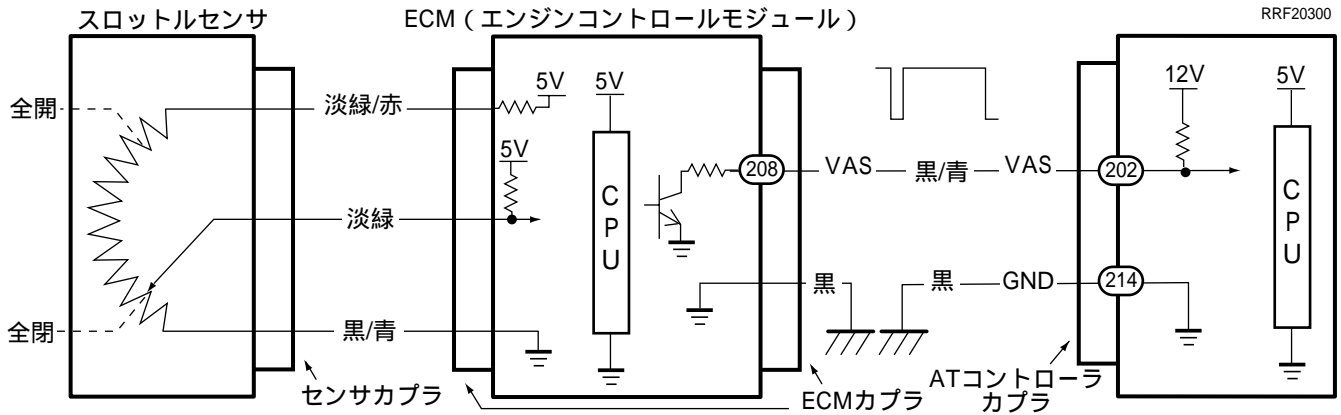 スロットルセンサ
ECM（エンジンコントロールモジュール）
RRF20300
全開
淡緑/赤
5V
5V
5V
淡緑
CPU
208
VAS
黒/青
VAS
202
12V
5V
CPU
黒
黒
GND
214
全閉
黒/青
センサカプラ
ECMカプラ
ATコントローラ
カプラ